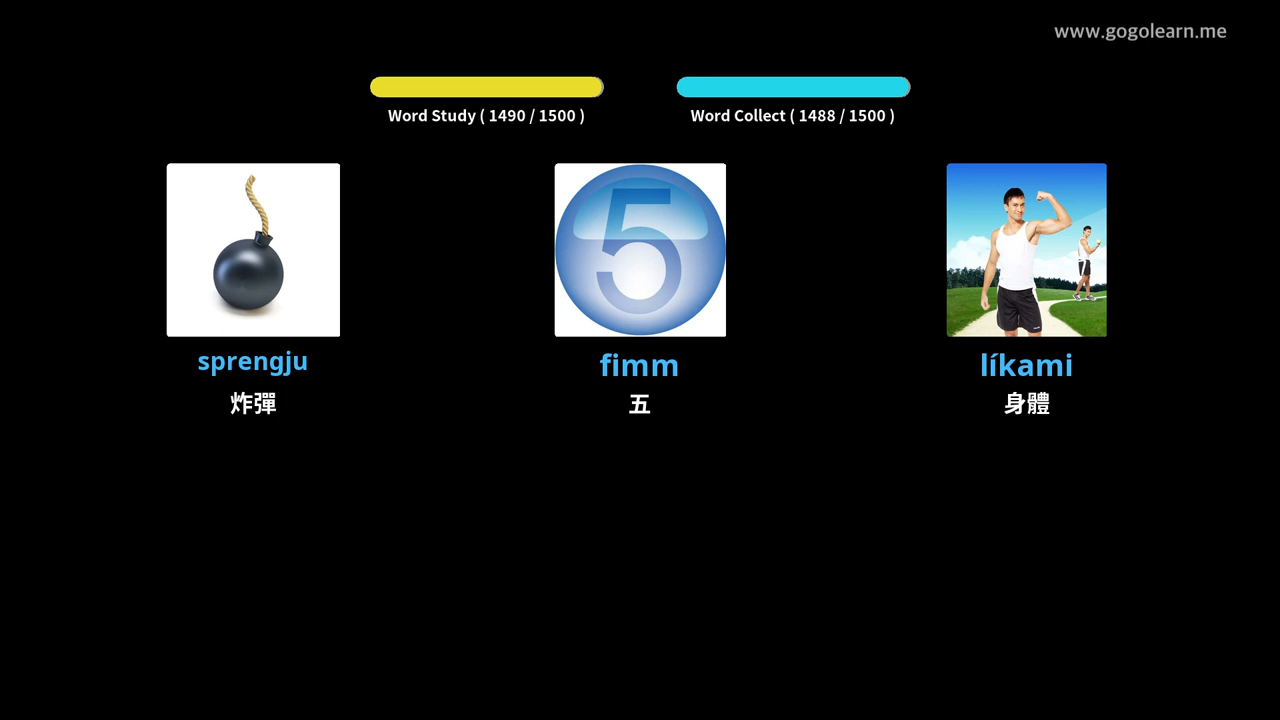 www.gogolearn.me
Word Study ( 1490 / 1500 )
Word Collect ( 1488 / 1500 )
5
sprengju
fimm
líkami
炸彈
五
身體